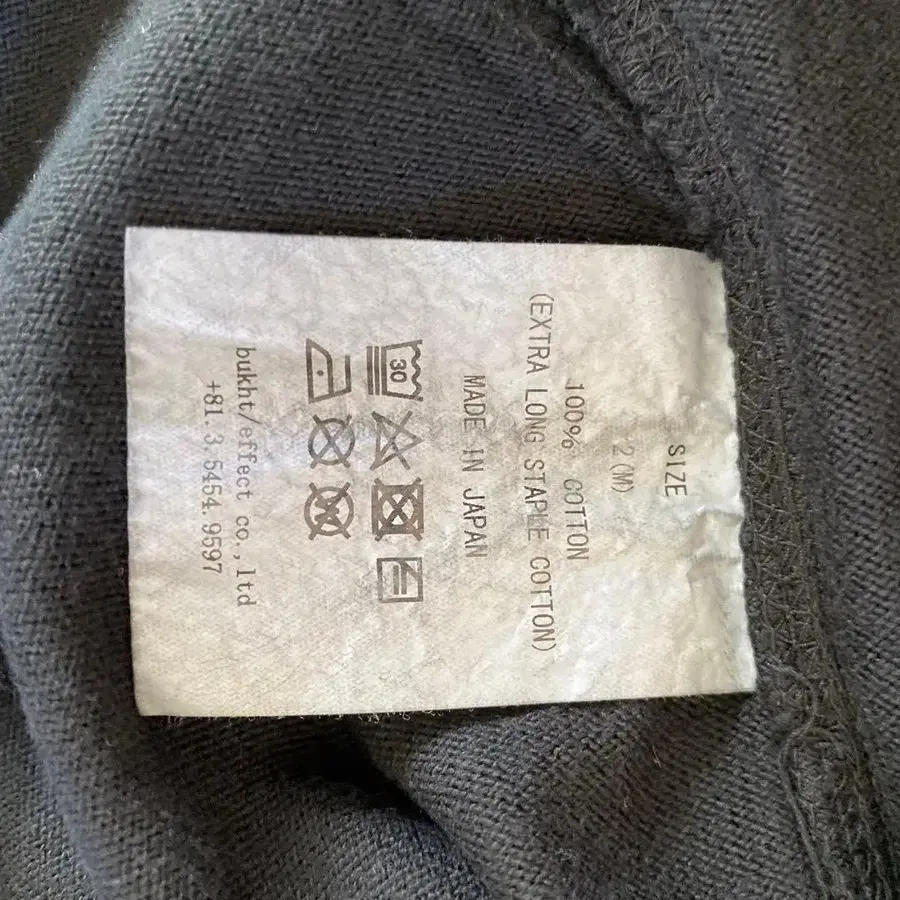 SIZE
2(M)
100% COTTON
(EXTRA LONG STAPLE COTTON)
MADE IN JAPAN
30
bukht/effect co.,ltd
+81.3.5454.9597